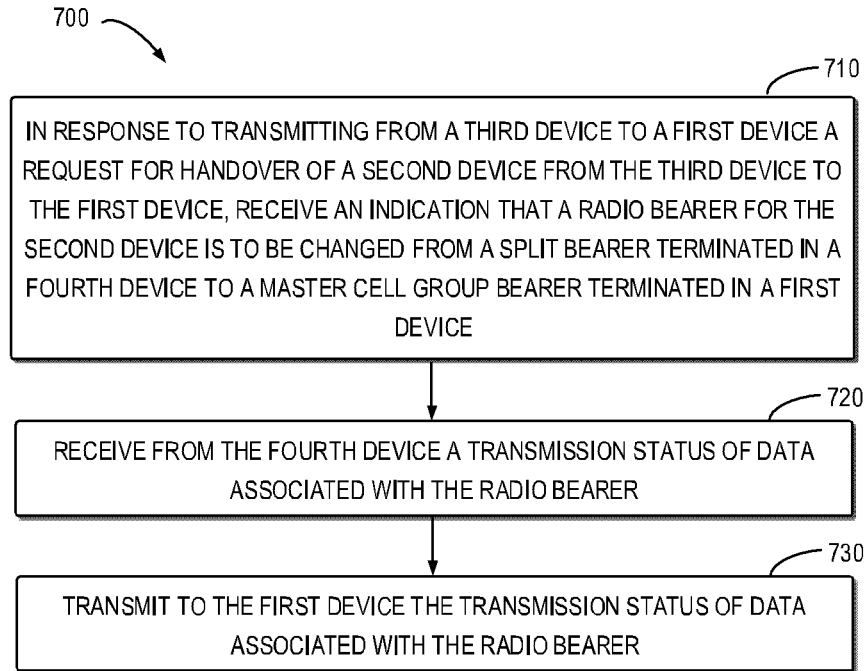 700
710
IN RESPONSE TO TRANSMITTING FROM A THIRD DEVICE TO A FIRST DEVICE A
REQUEST FOR HANDOVER OF A SECOND DEVICE FROM THE THIRD DEVICE TO
THE FIRST DEVICE, RECEIVE AN INDICATION THAT A RADIO BEARER FOR THE
SECOND DEVICE IS TO BE CHANGED FROM A SPLIT BEARER TERMINATED IN A
FOURTH DEVICE TO A MASTER CELL GROUP BEARER TERMINATED IN A FIRST
DEVICE
720
RECEIVE FROM THE FOURTH DEVICE A TRANSMISSION STATUS OF DATA
ASSOCIATED WITH THE RADIO BEARER
730
TRANSMIT TO THE FIRST DEVICE THE TRANSMISSION STATUS OF DATA
ASSOCIATED WITH THE RADIO BEARER